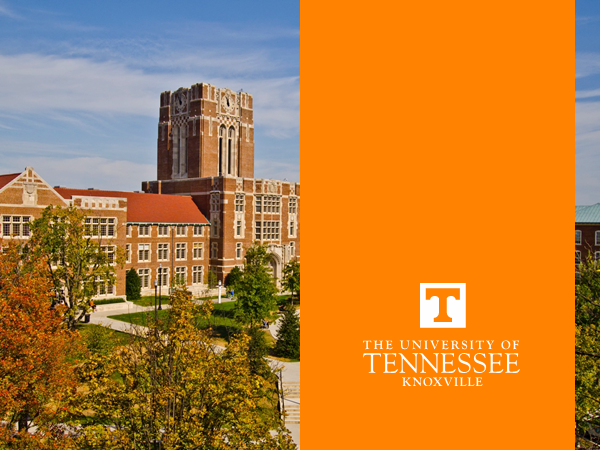 T
THE UNIVERSITY OF
TENNESSEE
KNOXVILLE